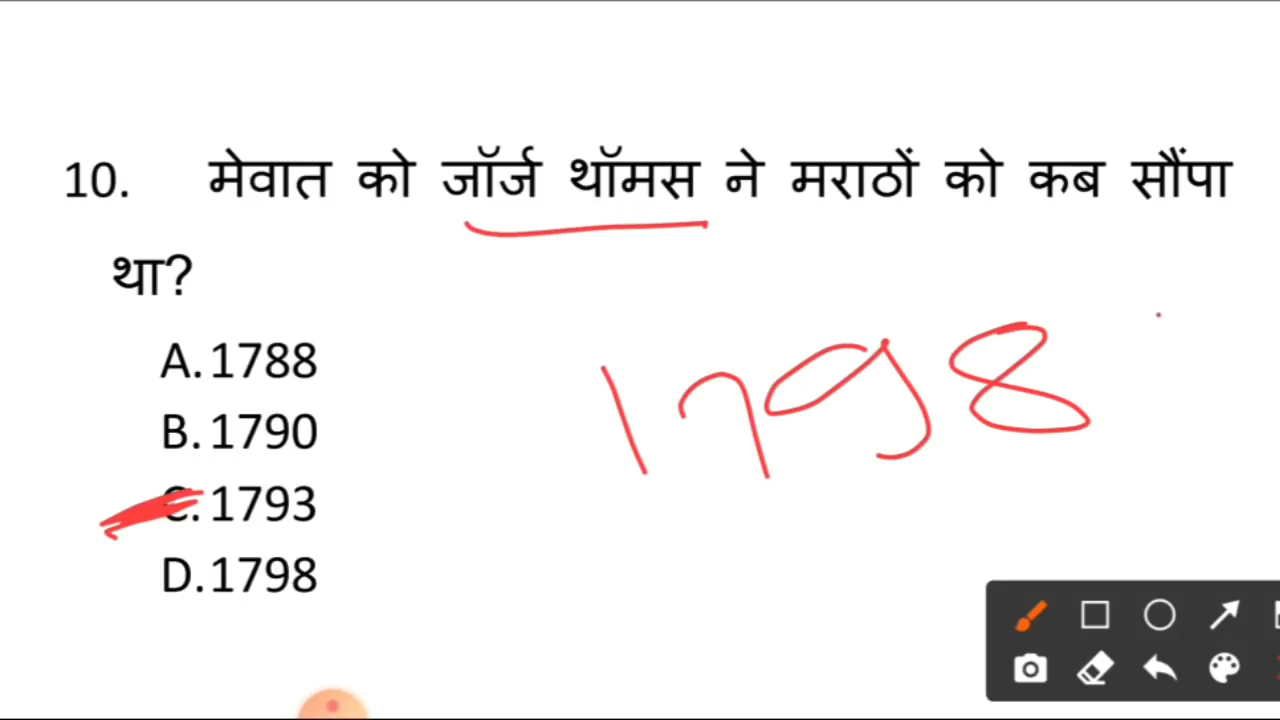 10. मेवात को जॉर्ज थॉमस ने मराठों को कब सौंपा
था?
A. 1788
B. 1790
C. 1793
D. 1798
1798